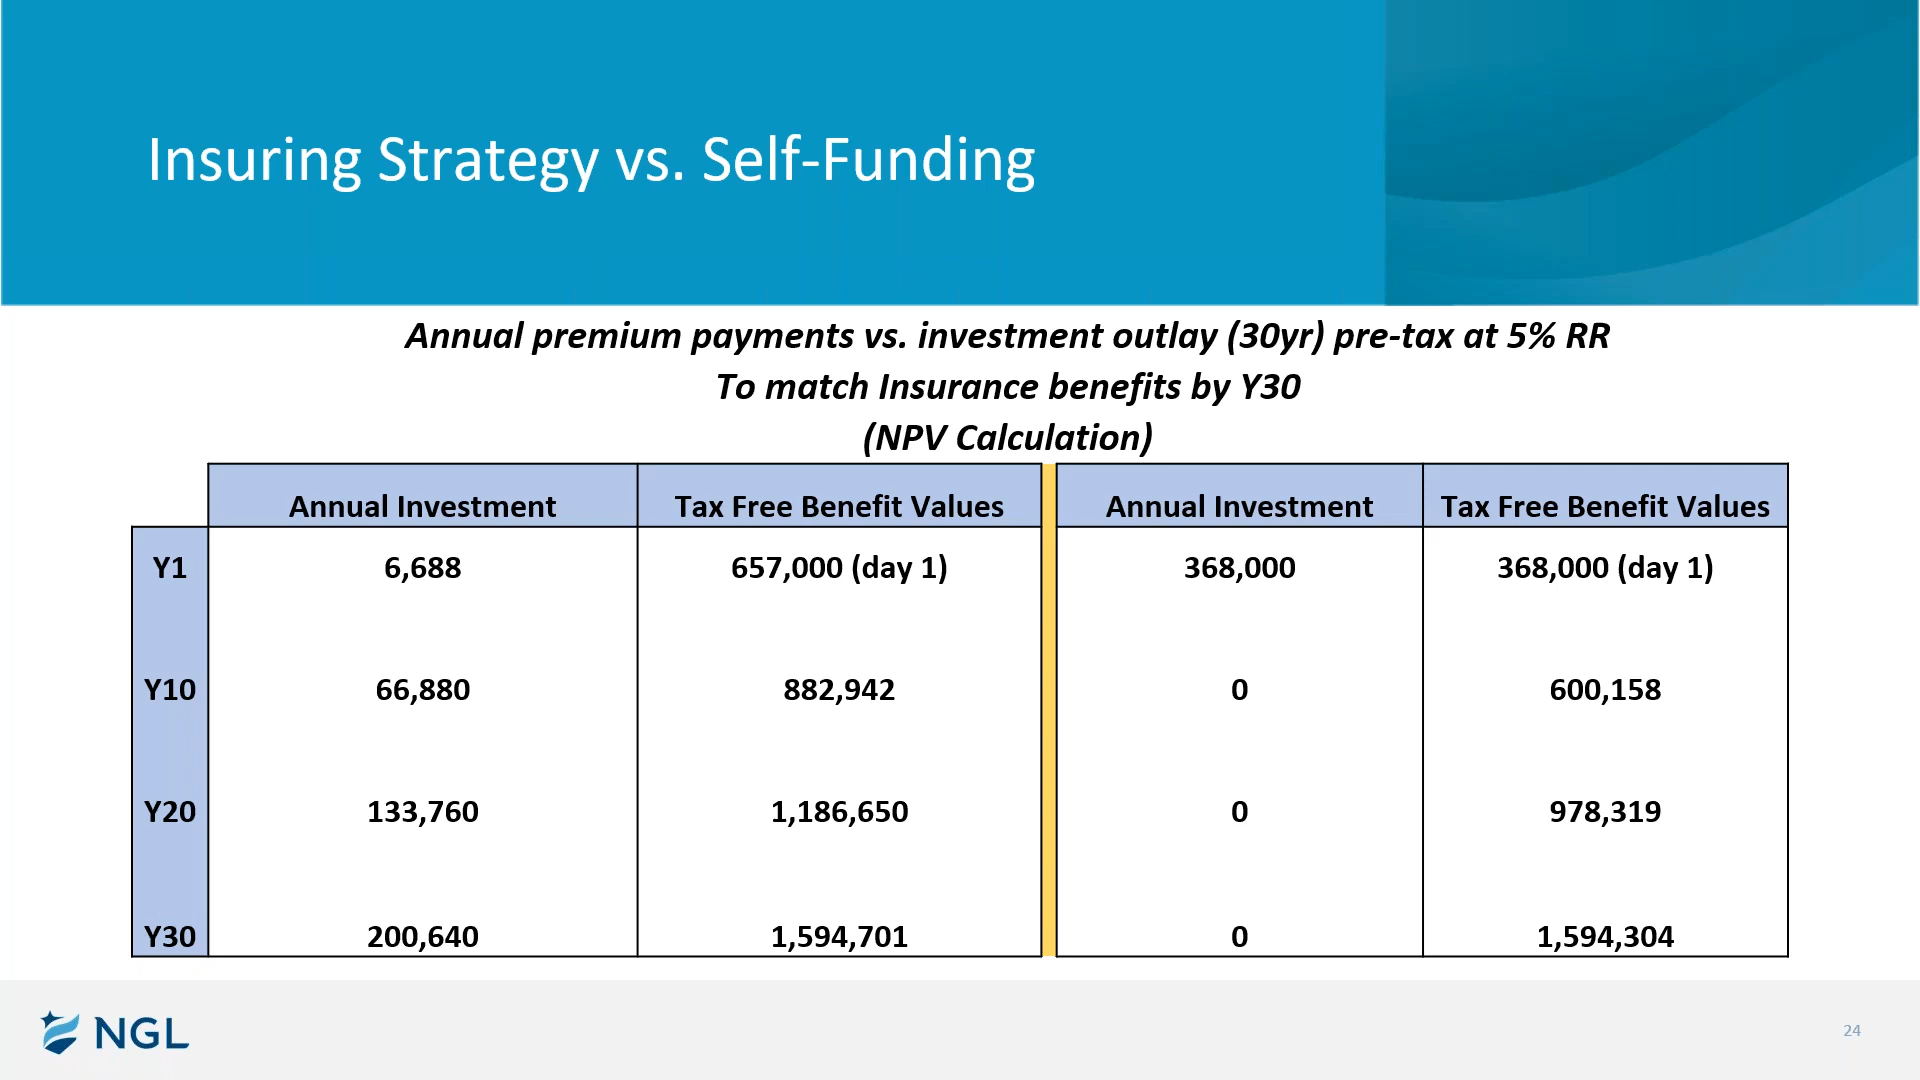 Insuring Strategy vs. Self-Funding
Annual premium payments vs. investment outlay (30yr) pre-tax at 5% RR
To match Insurance benefits by Y30
(NPV Calculation)
Annual Investment Tax Free Benefit Values Annual Investment Tax Free Benefit Values
Y1 6,688 657,000 (day 1) 368,000 368,000 (day 1)
Y10 66,880 882,942 0 600,158
Y20 133,760 1,186,650 0 978,319
Y30 200,640 1,594,701 0 1,594,304
NGL
24